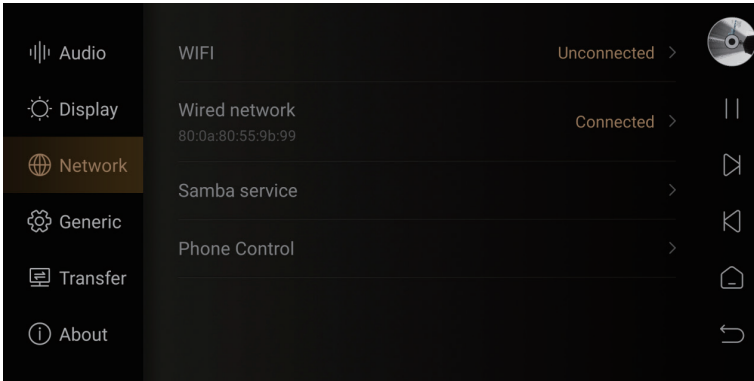 Audio
Display
Network
Generic
Transfer
About
WIFI
Unconnected
Wired network
80:0a:80:55:9b:99
Connected
Samba service
Phone Control